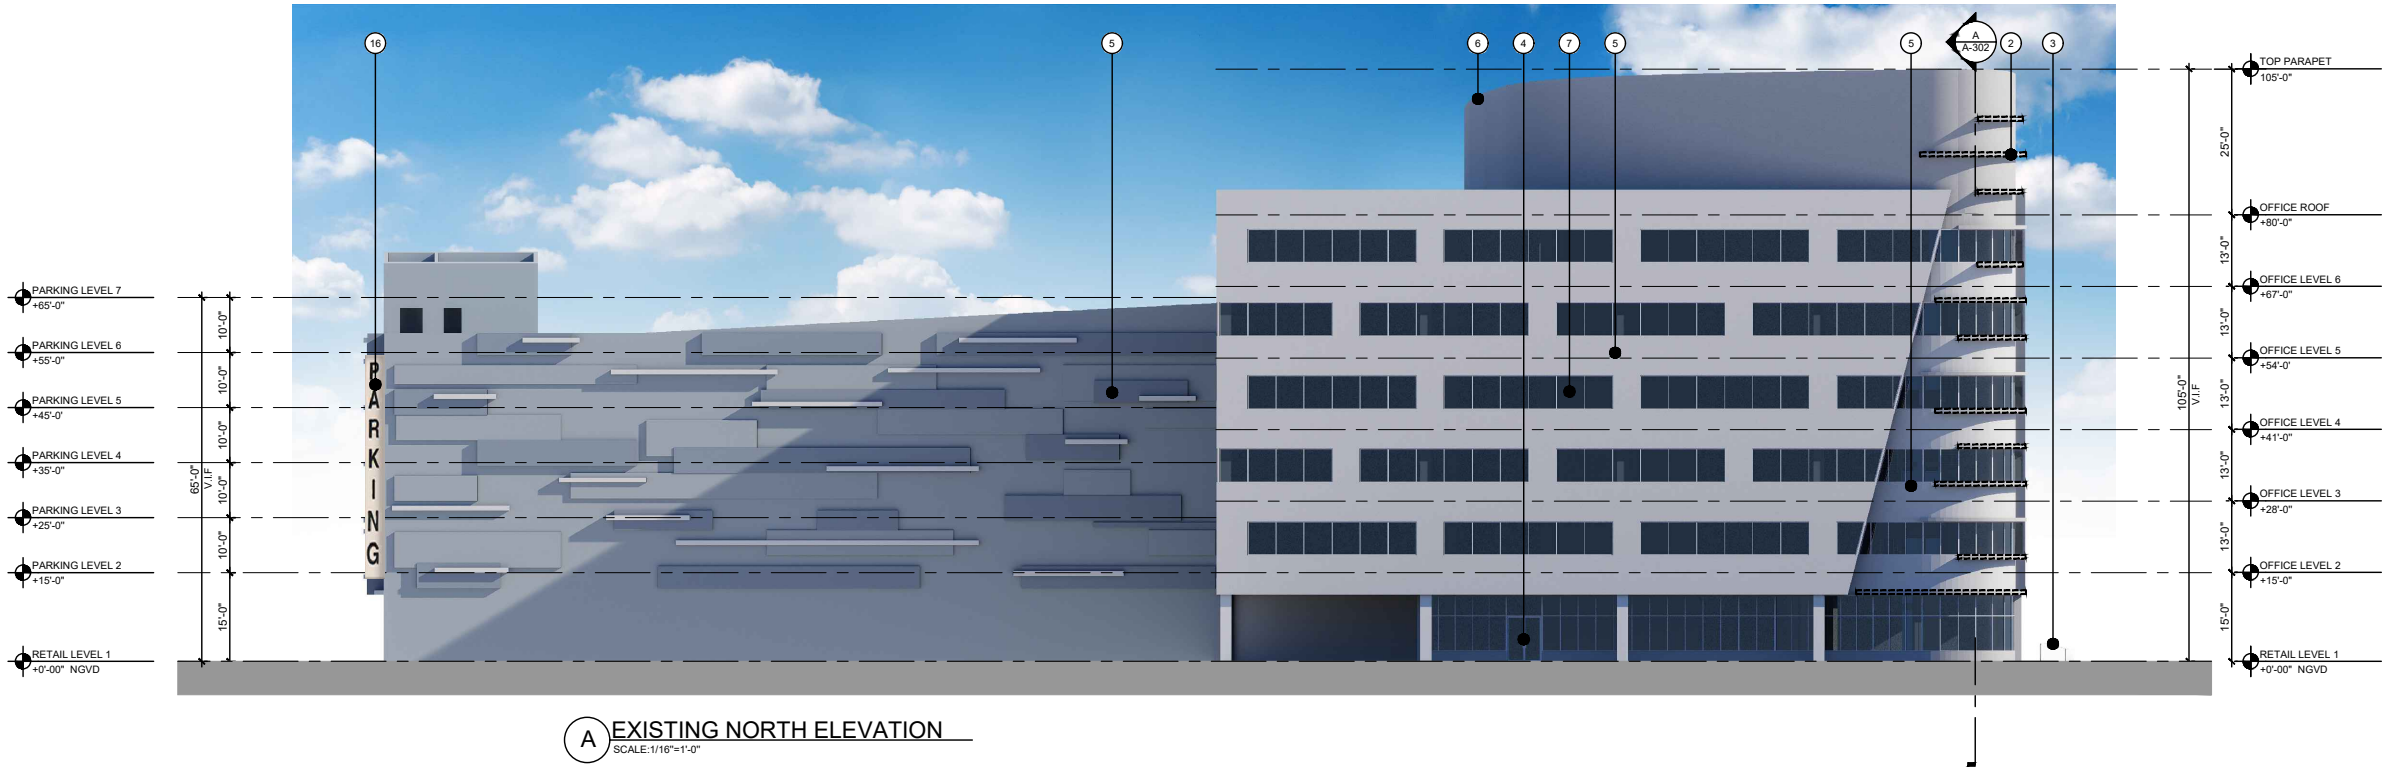 16
5
6
4
7
5
5
A
A-302
2
3
TOP PARAPET
105'-0"
25'-0"
OFFICE ROOF
+80'-0"
13'-0"
OFFICE LEVEL 6
+67'-0"
13'-0"
OFFICE LEVEL 5
+54'-0'
13'-0"
OFFICE LEVEL 4
+41'-0"
13'-0"
OFFICE LEVEL 3
+28'-0"
13'-0"
OFFICE LEVEL 2
+15'-0"
15'-0"
RETAIL LEVEL 1
+0'-00" NGVD
105'-0"
V.I.F
PARKING LEVEL 7
+65'-0"
10'-0"
PARKING LEVEL 6
+55'-0"
10'-0"
PARKING LEVEL 5
+45'-0'
10'-0"
PARKING LEVEL 4
+35'-0"
10'-0"
PARKING LEVEL 3
+25'-0"
10'-0"
PARKING LEVEL 2
+15'-0"
15'-0"
RETAIL LEVEL 1
+0'-00" NGVD
65'-0"
V.I.F
PARKING
A
EXISTING NORTH ELEVATION
SCALE:1/16"=1'-0"